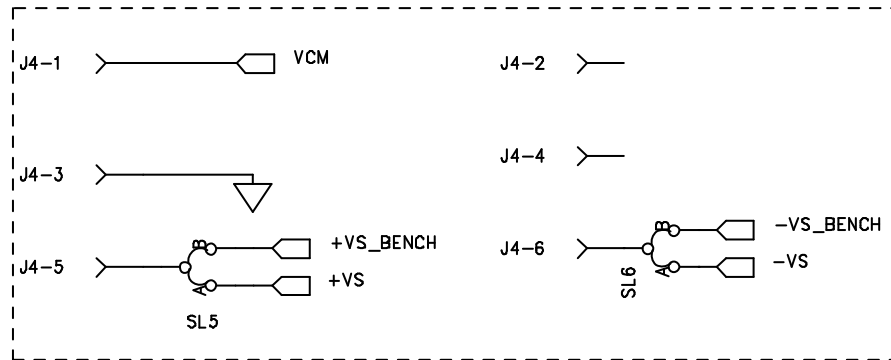 J4-1
VCM
J4-2
J4-3
J4-4
J4-5
B
+VS_BENCH
A
+VS
SL5
J4-6
B
-VS_BENCH
A
-VS
SL6